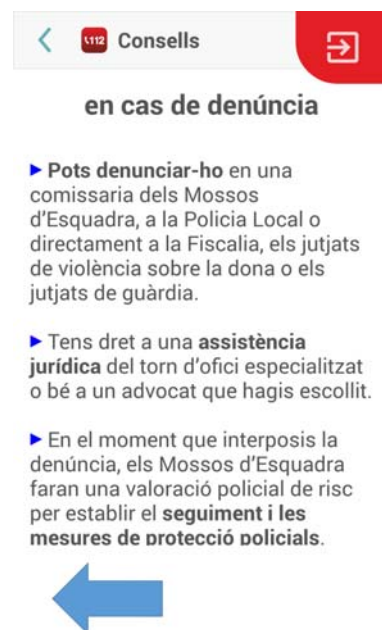 112 Consells
en cas de denúncia
► Pots denunciar-ho en una
comissaria dels Mossos
d'Esquadra, a la Policia Local o
directament a la Fiscalia, els jutjats
de violència sobre la dona o els
jutjats de guàrdia.
► Tens dret a una assistència
jurídica del torn d'ofici especialitzat
o bé a un advocat que hagis escollit.
► En el moment que interposis la
denúncia, els Mossos d'Esquadra
faran una valoració policial de risc
per establir el seguiment i les
mesures de protecció policials.